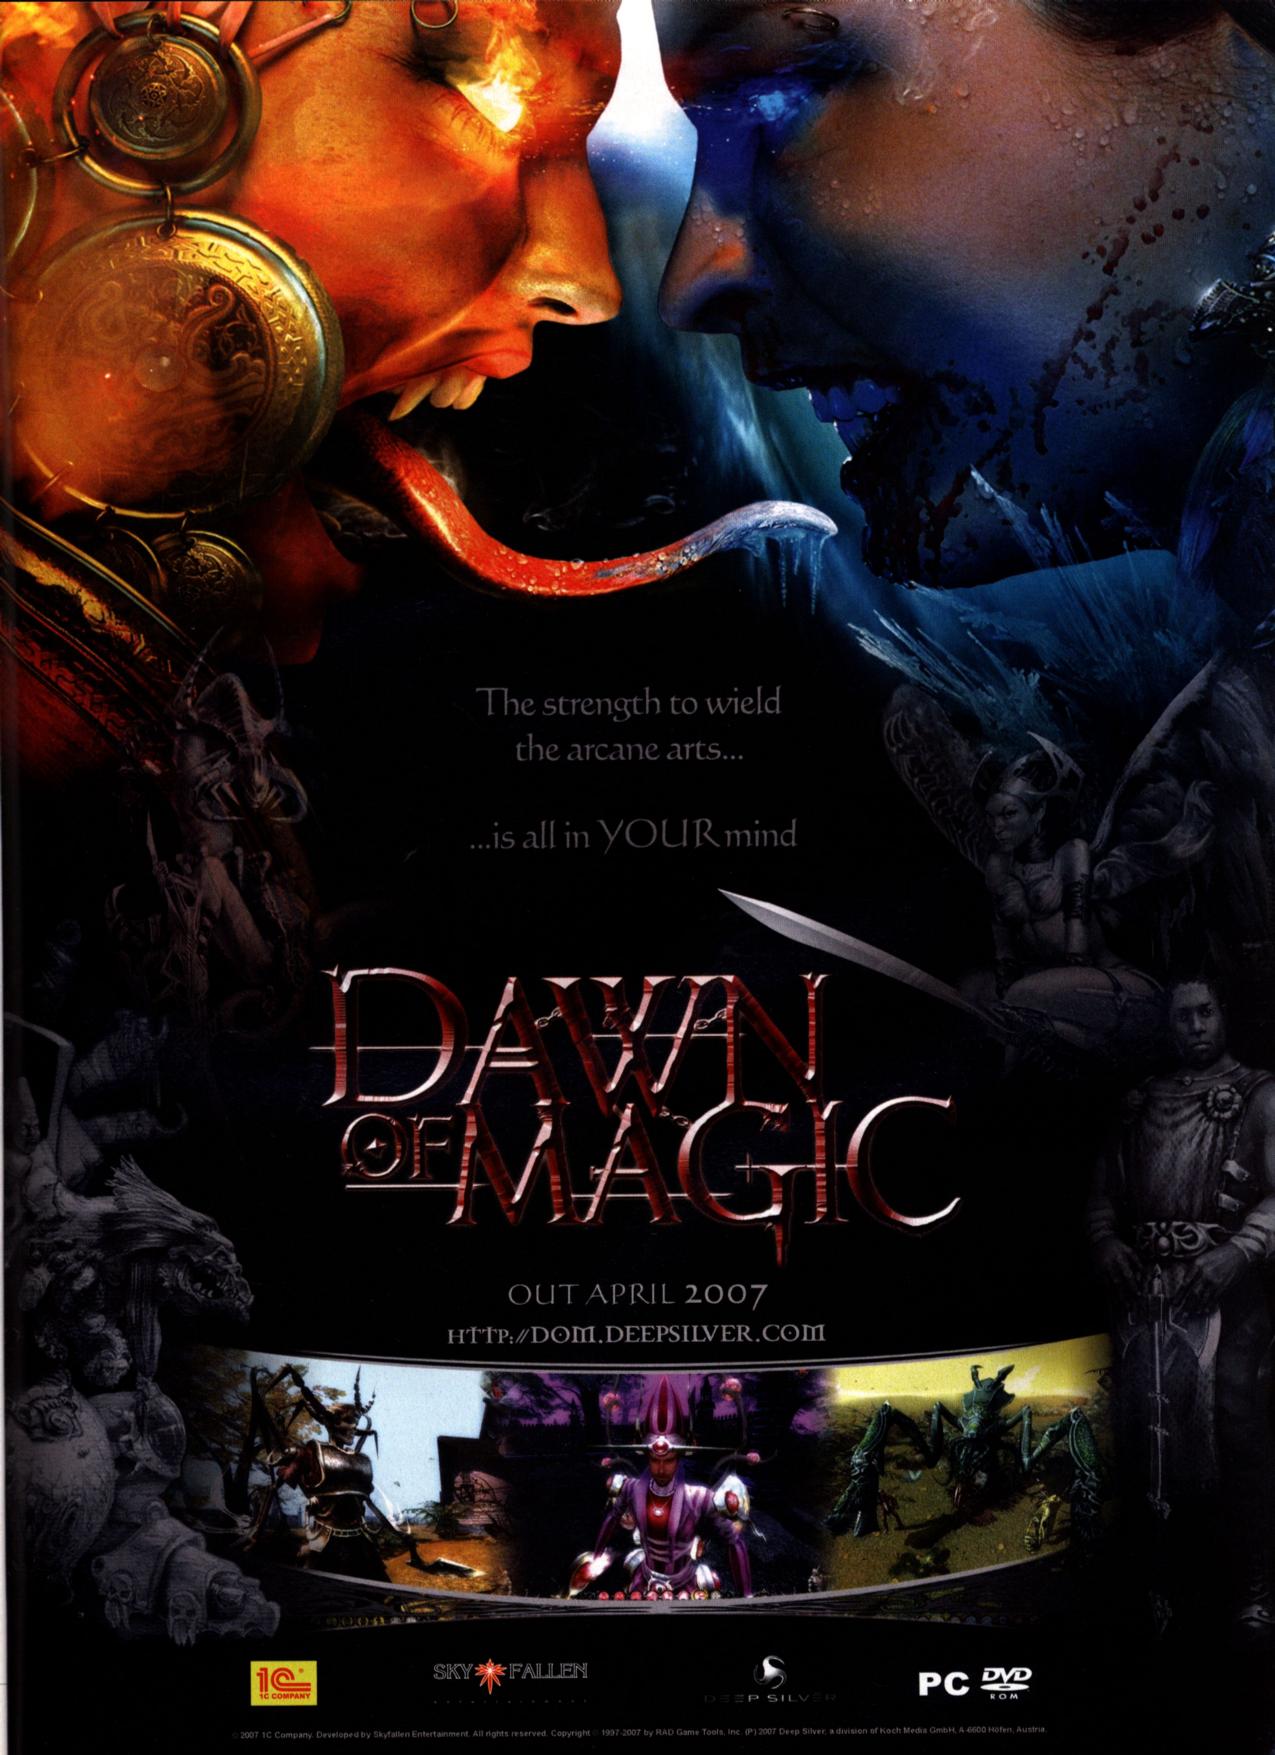 The strength to wield
the arcane arts...
...is all in YOUR mind
DAWN
OF MAGIC
OUT APRIL 2007
HTTP://DOM.DEEPSILVER.COM
1C
1C COMPANY
SKY FALLEN
DEEP SILVER
PC DVD
ROM
© 2007 1C Company. Developed by Skyfallen Entertainment. All rights reserved. Copyright © 1997-2007 by RAD Game Tools, Inc. (P) 2007 Deep Silver, a division of Koch Media GmbH, A-6600 Höfen, Austria.